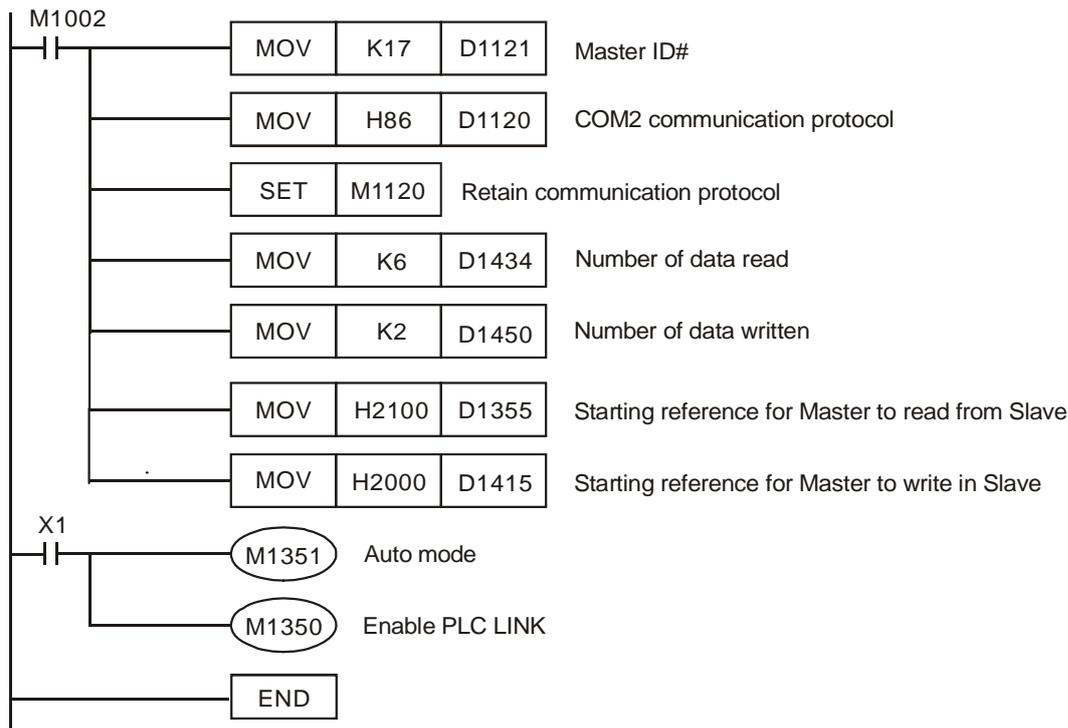 M1002
MOV K17 D1121 Master ID#
MOV H86 D1120 COM2 communication protocol
SET M1120 Retain communication protocol
MOV K6 D1434 Number of data read
MOV K2 D1450 Number of data written
MOV H2100 D1355 Starting reference for Master to read from Slave
MOV H2000 D1415 Starting reference for Master to write in Slave
X1
M1351 Auto mode
M1350 Enable PLC LINK
END